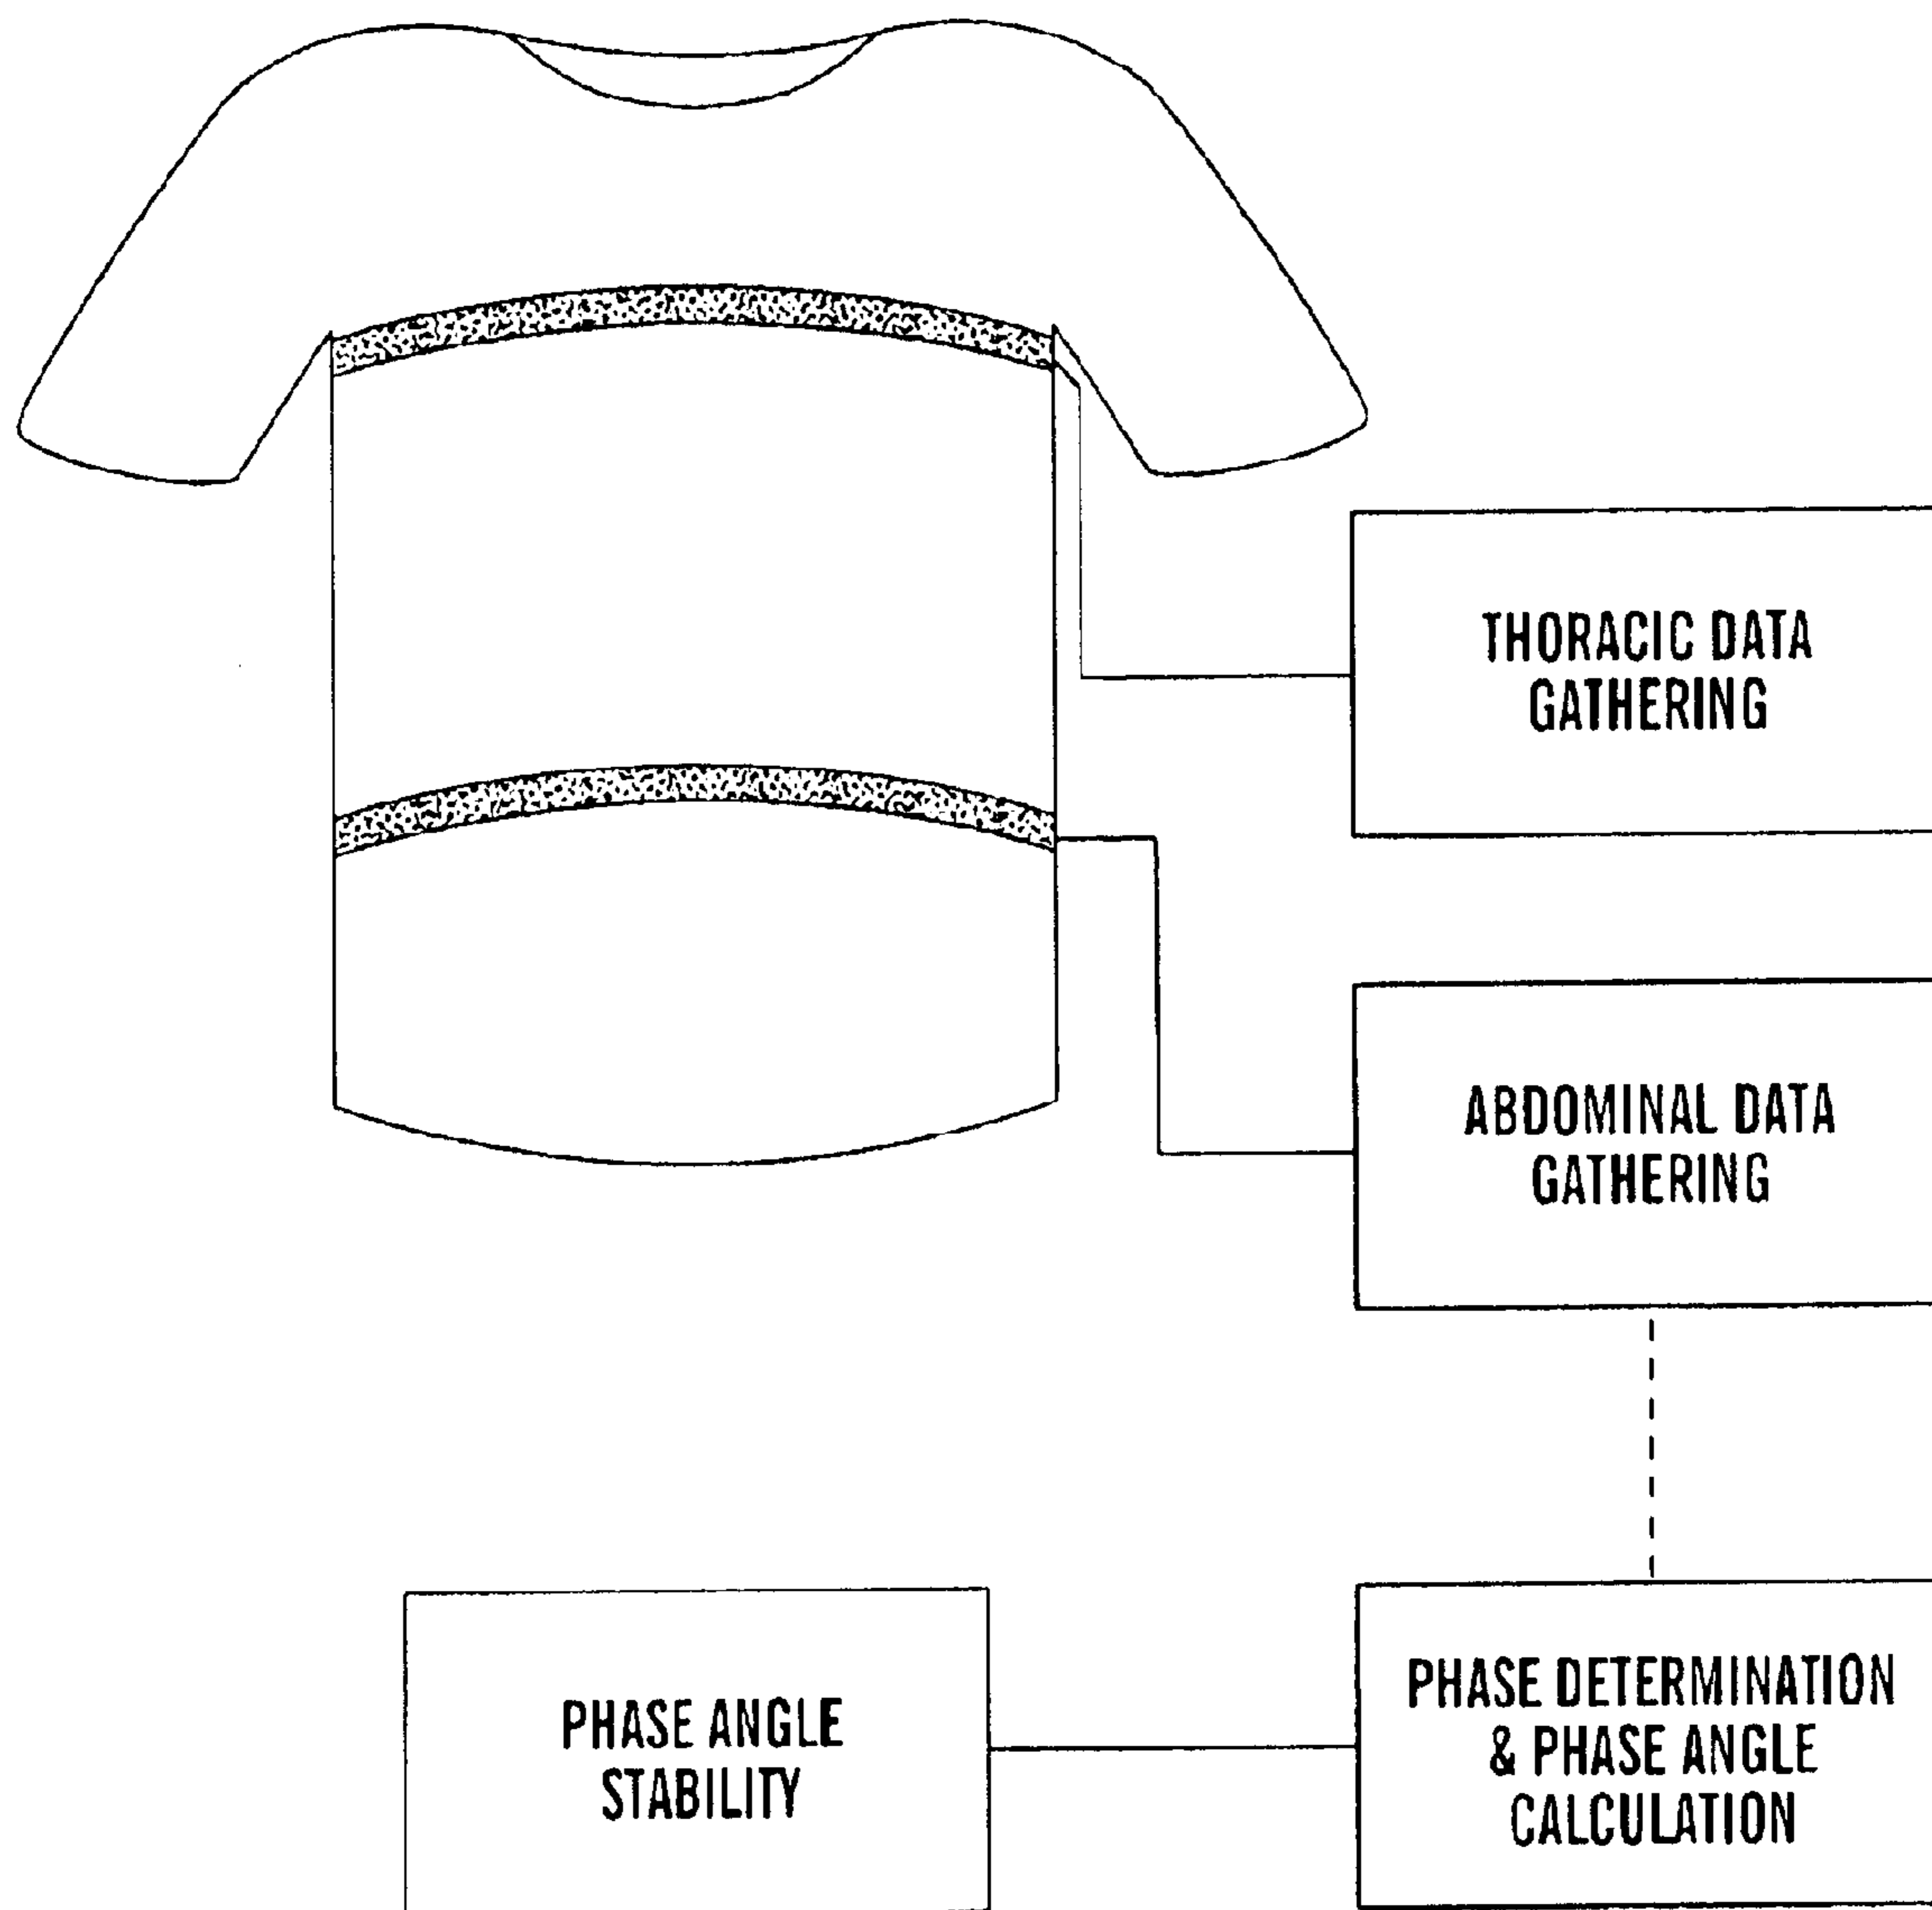 THORACIC DATA
GATHERING
ABDOMINAL DATA
GATHERING
PHASE ANGLE
STABILITY
PHASE DETERMINATION
& PHASE ANGLE
CALCULATION